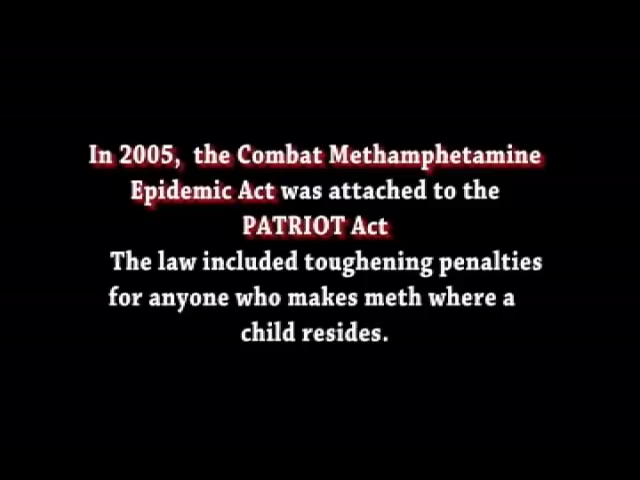 In 2005, the Combat Methamphetamine
Epidemic Act was attached to the
PATRIOT Act
The law included toughening penalties
for anyone who makes meth where a
child resides.